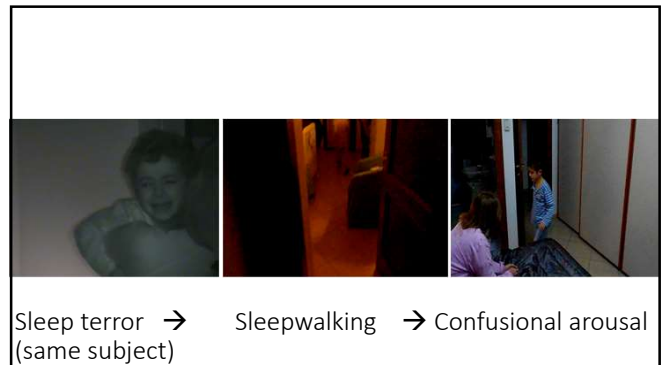 Sleep terror → Sleepwalking → Confusional arousal
(same subject)